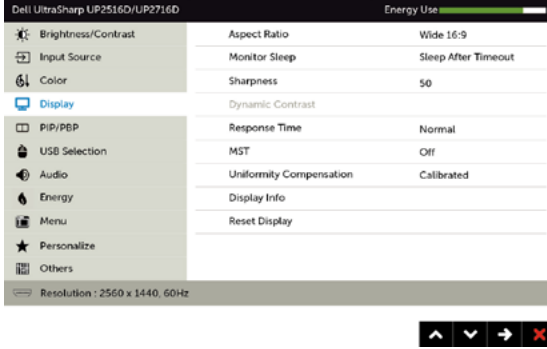 Dell UltraSharp UP2516D/UP2716D Energy Use
Brightness/Contrast Aspect Ratio Wide 16:9
Input Source Monitor Sleep Sleep After Timeout
Color Sharpness 50
Display Dynamic Contrast
PIP/PBP Response Time Normal
USB Selection MST Off
Audio Uniformity Compensation Calibrated
Energy Display Info
Menu Reset Display
Personalize
Others
Resolution : 2560 x 1440, 60Hz